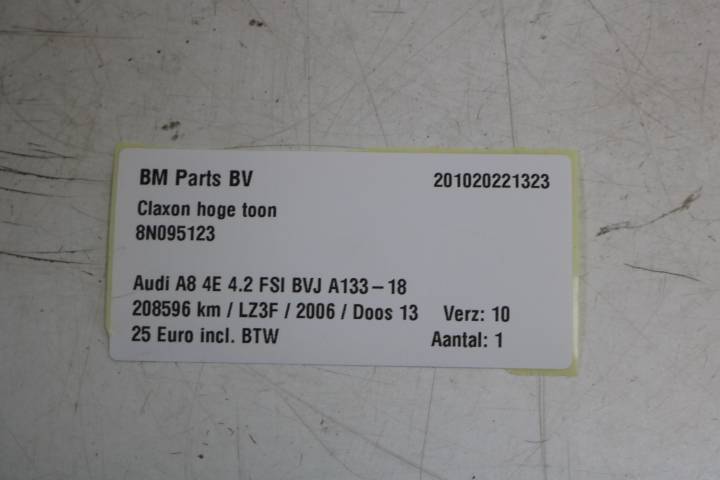 BM Parts BV 201020221323
Claxon hoge toon
8N095123
Audi A8 4E 4.2 FSI BVJ A133-18
208596 km / LZ3F / 2006 / Doos 13 Verz: 10
25 Euro incl. BTW Aantal: 1